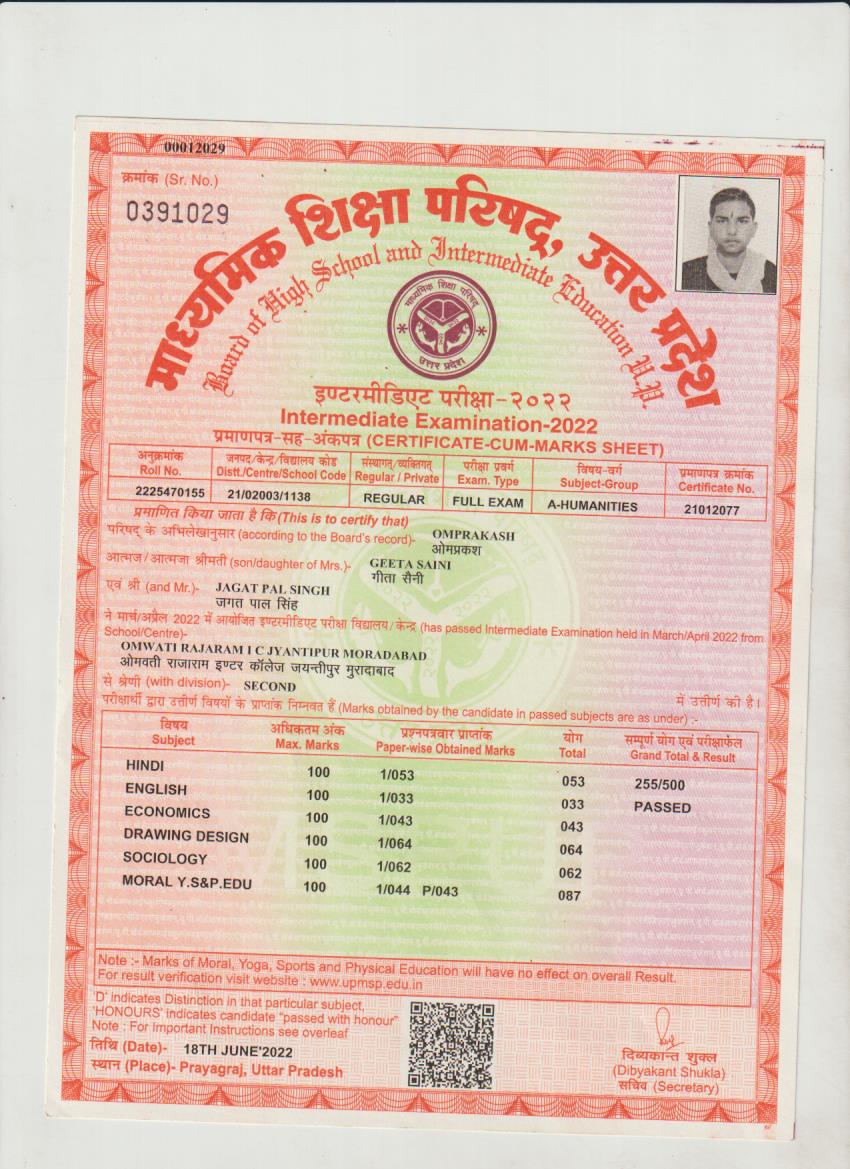 00012029
क्रमांक (Sr. No.)
0391029
माध्यमिक शिक्षा परिषद्, उत्तर प्रदेश
Board of High School and Intermediate Education U.P.
माध्यमिक शिक्षा परिषद्
उत्तर प्रदेश
इण्टरमीडिएट परीक्षा-२०२२
Intermediate Examination-2022
प्रमाणपत्र-सह-अंकपत्र (CERTIFICATE-CUM-MARKS SHEET)
अनुक्रमांक जनपद/केन्द्र/विद्यालय कोड संस्थागत/व्यक्तिगत परीक्षा प्रवर्ग विषय-वर्ग प्रमाणपत्र क्रमांक
Roll No. Distt./Centre/School Code Regular / Private Exam. Type Subject-Group Certificate No.
2225470155 21/02003/1138 REGULAR FULL EXAM A-HUMANITIES 21012077
प्रमाणित किया जाता है कि (This is to certify that)
परिषद् के अभिलेखानुसार (according to the Board's record)- OMPRAKASH
ओमप्रकश
आत्मज/आत्मजा श्रीमती (son/daughter of Mrs.)- GEETA SAINI
गीता सैनी
एवं श्री (and Mr.)- JAGAT PAL SINGH
जगत पाल सिंह
ने मार्च/अप्रैल 2022 में आयोजित इण्टरमीडिएट परीक्षा विद्यालय/केन्द्र (has passed Intermediate Examination held in March/April 2022 from
School/Centre)-
OMWATI RAJARAM I C JYANTIPUR MORADABAD
ओमवती राजाराम इण्टर कॉलेज जयन्तीपुर मुरादाबाद
से श्रेणी (with division)- SECOND में उत्तीर्ण की है।
परीक्षार्थी द्वारा उत्तीर्ण विषयों के प्राप्तांक निम्नवत हैं (Marks obtained by the candidate in passed subjects are as under) :-
विषय अधिकतम अंक प्रश्नपत्रवार प्राप्तांक योग सम्पूर्ण योग एवं परीक्षाफल
Subject Max. Marks Paper-wise Obtained Marks Total Grand Total & Result
HINDI 100 1/053 053 255/500
ENGLISH 100 1/033 033 PASSED
ECONOMICS 100 1/043 043
DRAWING DESIGN 100 1/064 064
SOCIOLOGY 100 1/062 062
MORAL Y.S&P.EDU 100 1/044 P/043 087
Note :- Marks of Moral, Yoga, Sports and Physical Education will have no effect on overall Result.
For result verification visit website : www.upmsp.edu.in
'D' indicates Distinction in that particular subject,
'HONOURS' indicates candidate "passed with honour"
Note : For Important Instructions see overleaf
तिथि (Date)- 18TH JUNE'2022
स्थान (Place)- Prayagraj, Uttar Pradesh
दिव्यकान्त शुक्ल
(Dibyakant Shukla)
सचिव (Secretary)